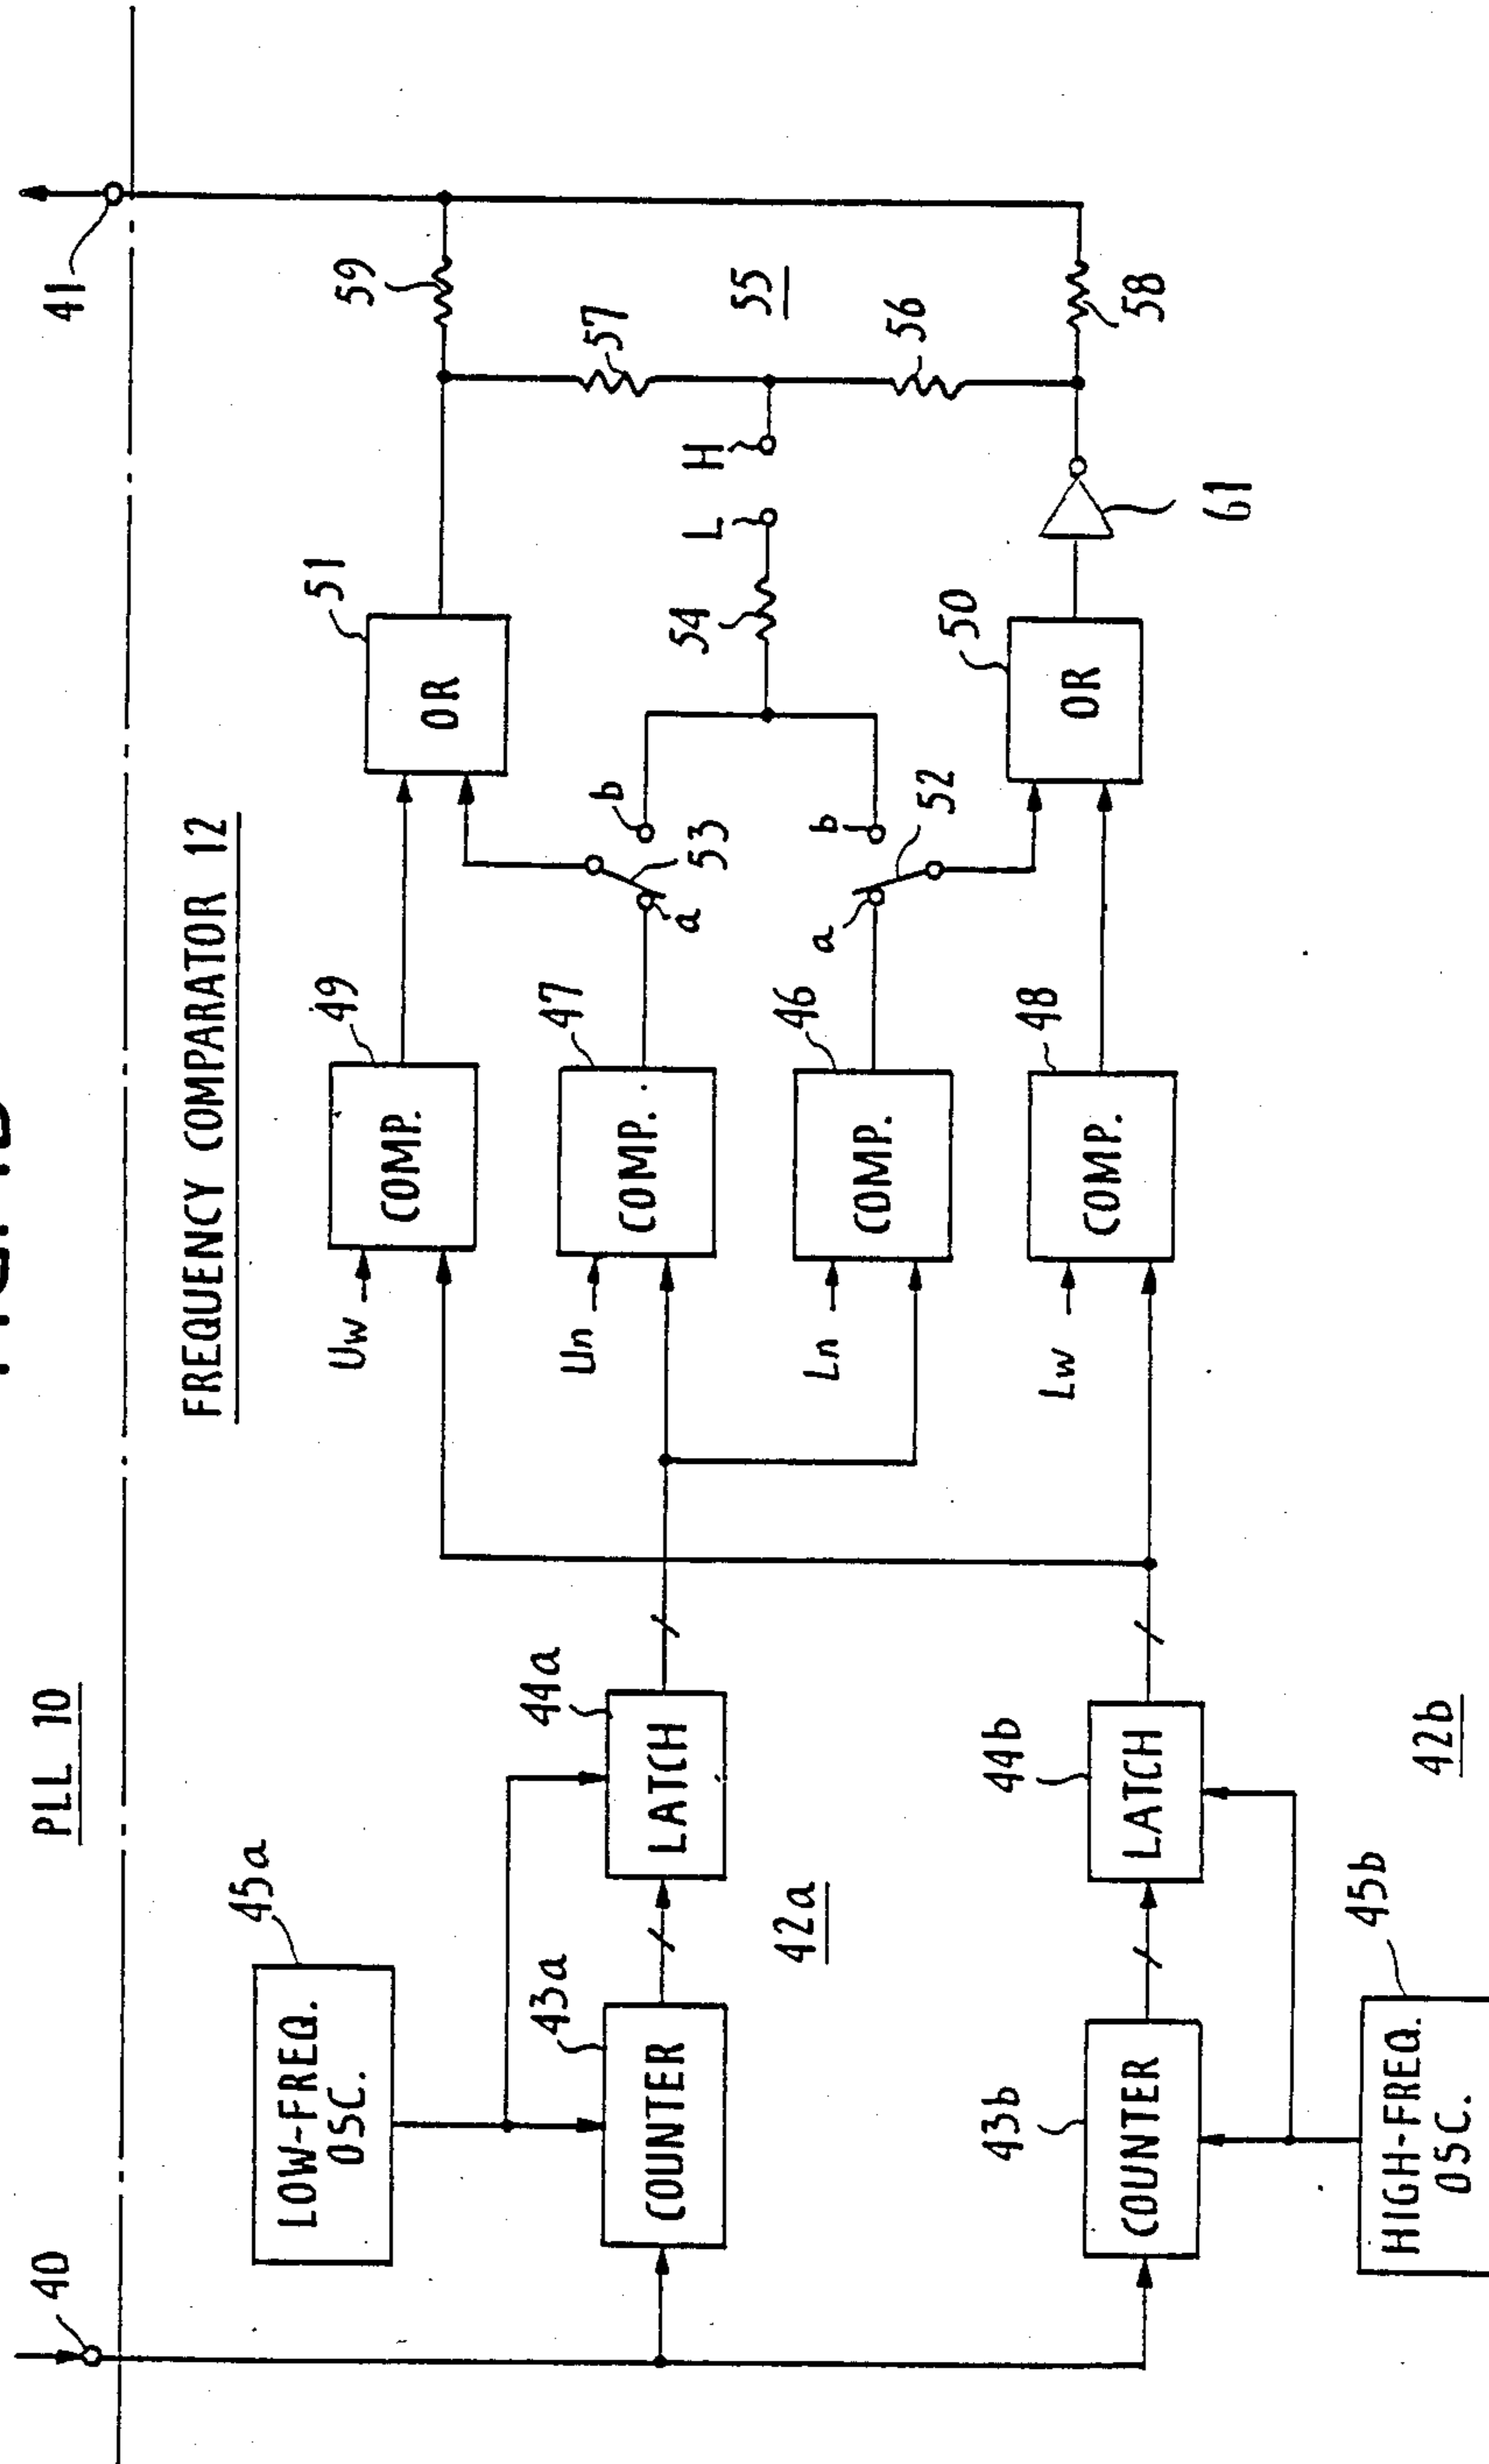 PLL 10
40
41
FREQUENCY COMPARATOR 12
LOW-FREQ.
OSC.
45a
COUNTER
43a
LATCH
44a
42a
COUNTER
43b
LATCH
44b
HIGH-FREQ.
OSC.
45b
42b
Uw
COMP.
49
Un
COMP.
47
Ln
COMP.
46
Lw
COMP.
48
a
b
53
a
b
52
OR
51
OR
50
54
L
H
55
57
56
59
58
61